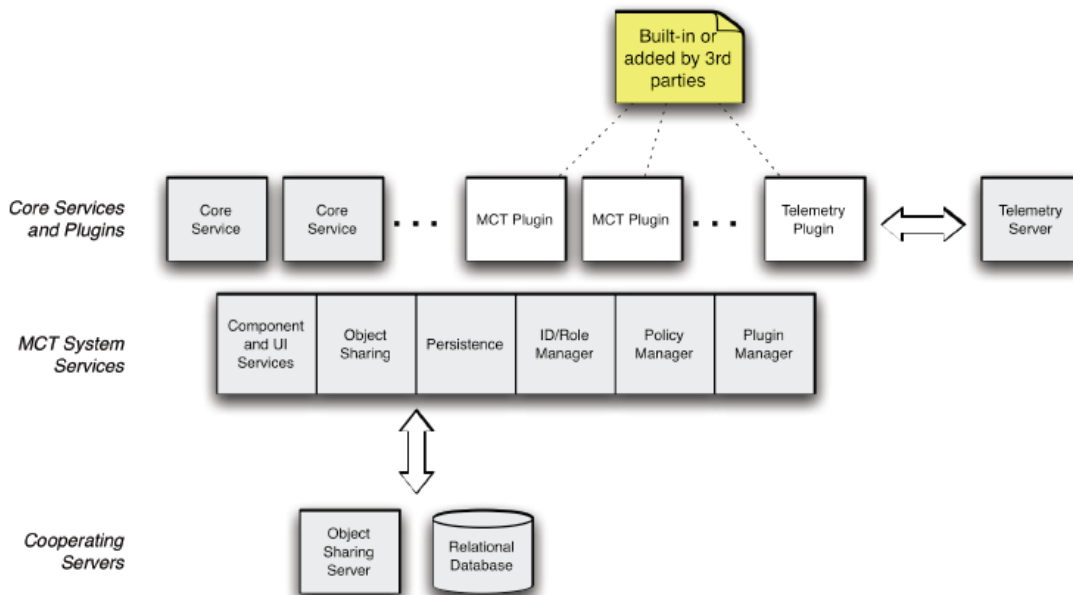 Built-in or
added by 3rd
parties
Core Services
and Plugins
Core
Service
Core
Service
...
MCT Plugin
MCT Plugin
...
Telemetry
Plugin
Telemetry
Server
MCT System
Services
Component
and UI
Services
Object
Sharing
Persistence
ID/Role
Manager
Policy
Manager
Plugin
Manager
Cooperating
Servers
Object
Sharing
Server
Relational
Database